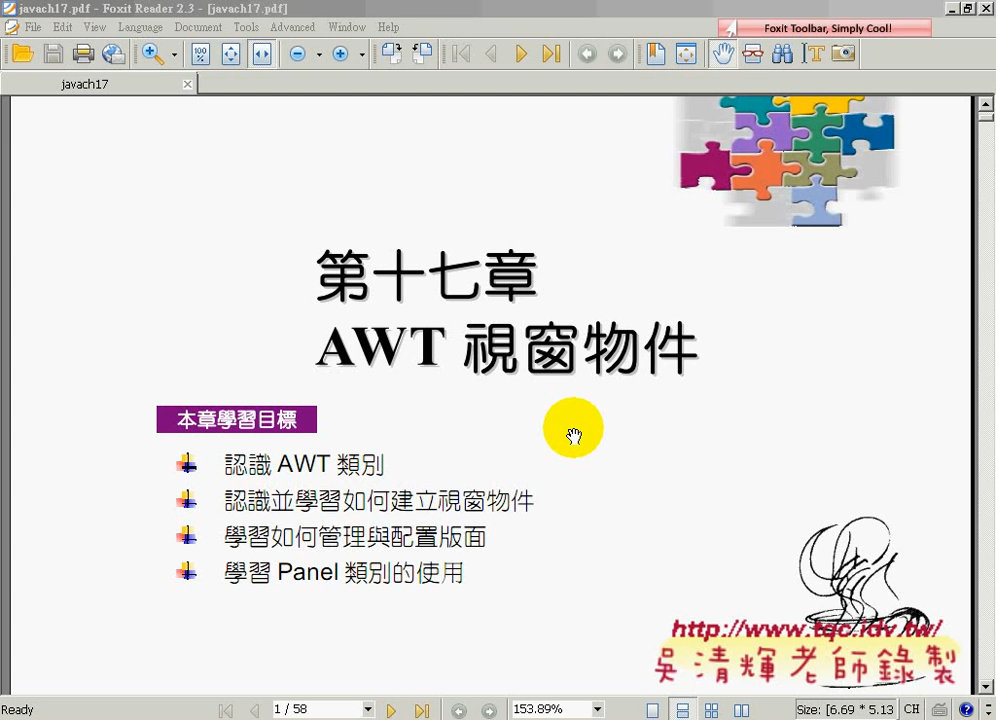 javach17.pdf - Foxit Reader 2.3 - [javach17.pdf]
File Edit View Language Document Tools Advanced Window Help
Foxit Toolbar, Simply Cool!
100 %
javach17
第十七章
AWT 視窗物件
本章學習目標
認識 AWT 類別
認識並學習如何建立視窗物件
學習如何管理與配置版面
學習 Panel 類別的使用
http://www.tqc.idv.tw/
吳清輝老師錄製
Ready
1 / 58
153.89%
Size: [6.69 * 5.13
CH